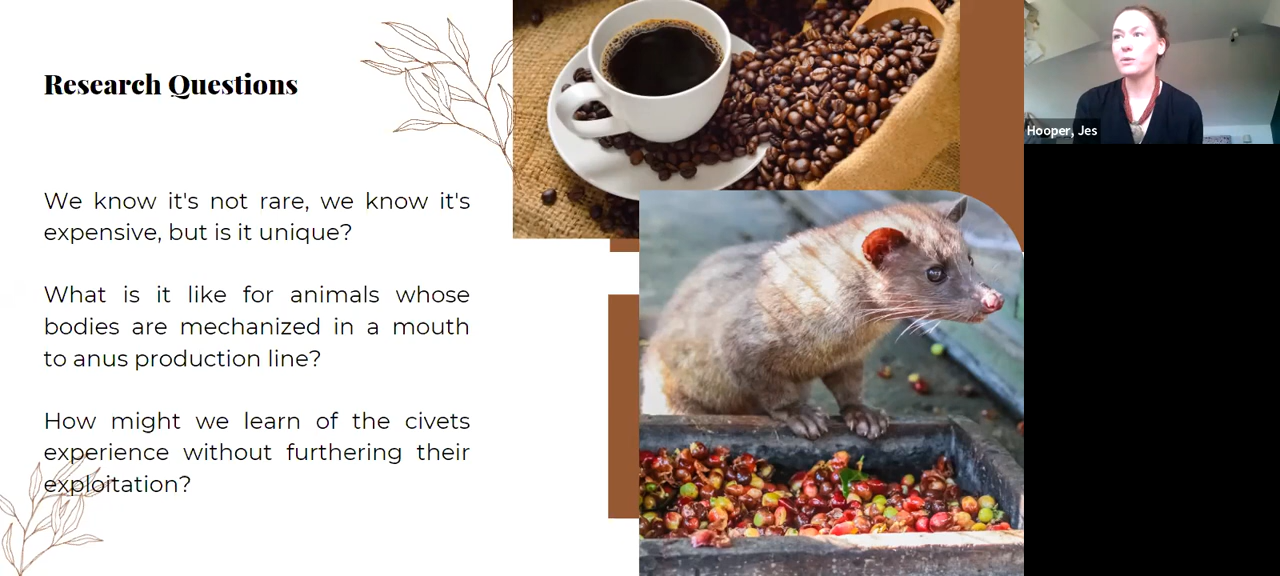 Research Questions
We know it's not rare, we know it's
expensive, but is it unique?
What is it like for animals whose
bodies are mechanized in a mouth
to anus production line?
How might we learn of the civets
experience without furthering their
exploitation?
Hooper, Jes